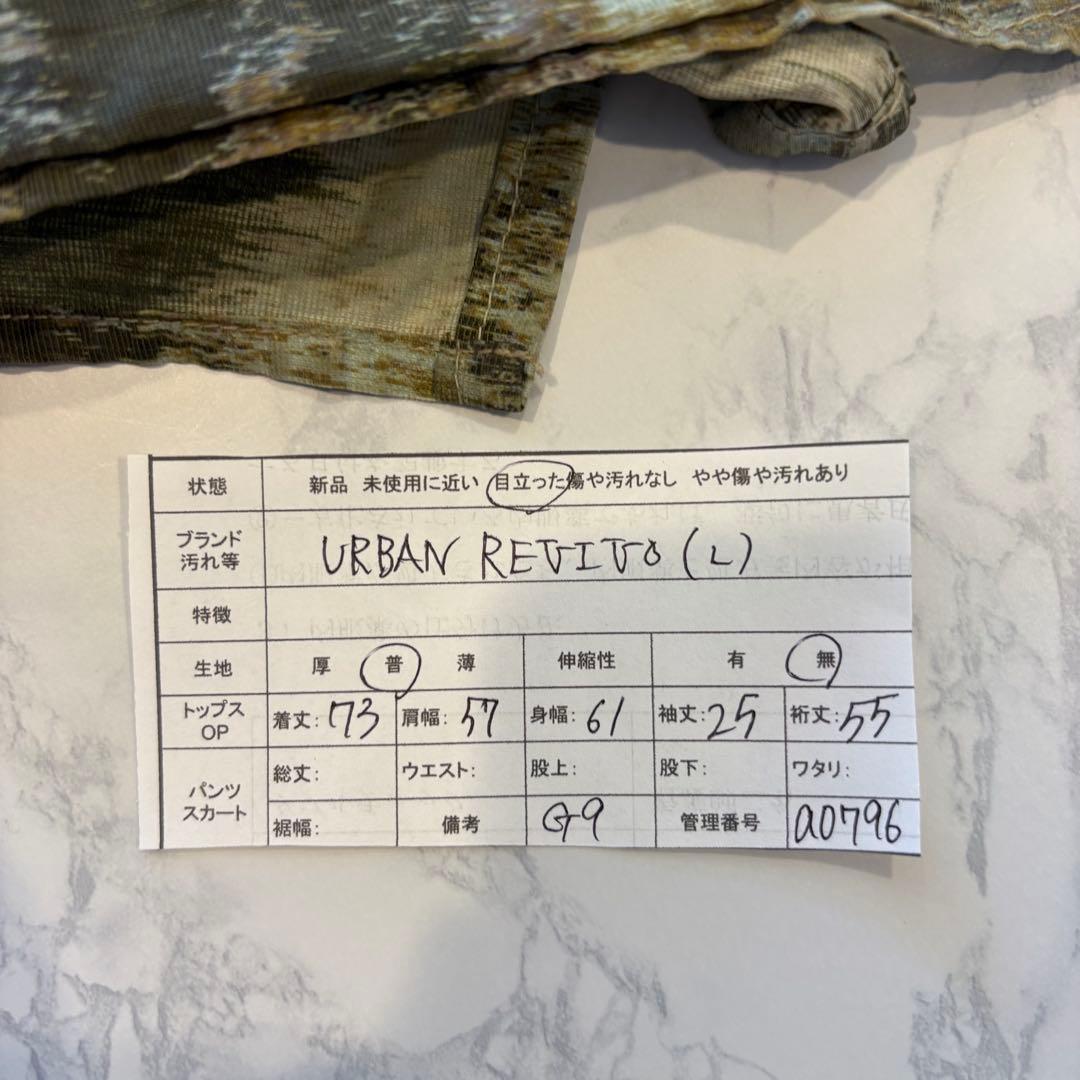 状態 新品 未使用に近い 目立った傷や汚れなし やや傷や汚れあり
ブランド
汚れ等 URBAN REVIVO (L)
特徴
生地 厚 普 薄 伸縮性 有 無
トップス
OP 着丈: 73 肩幅: 57 身幅: 61 袖丈: 25 裄丈: 55
パンツ
スカート 総丈: ウエスト: 股上: 股下: ワタリ:
裾幅: 備考 G9 管理番号 a0796